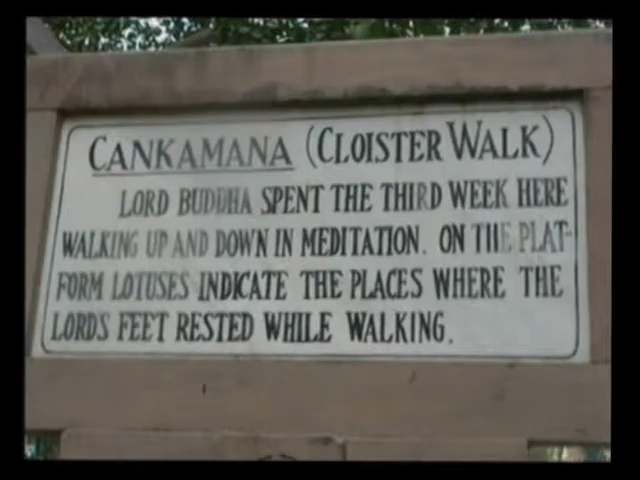 CANKAMANA (CLOISTER WALK)
LORD BUDDHA SPENT THE THIRD WEEK HERE
WALKING UP AND DOWN IN MEDITATION. ON THE PLAT-
FORM LOTUSES INDICATE THE PLACES WHERE THE
LORDS FEET RESTED WHILE WALKING.